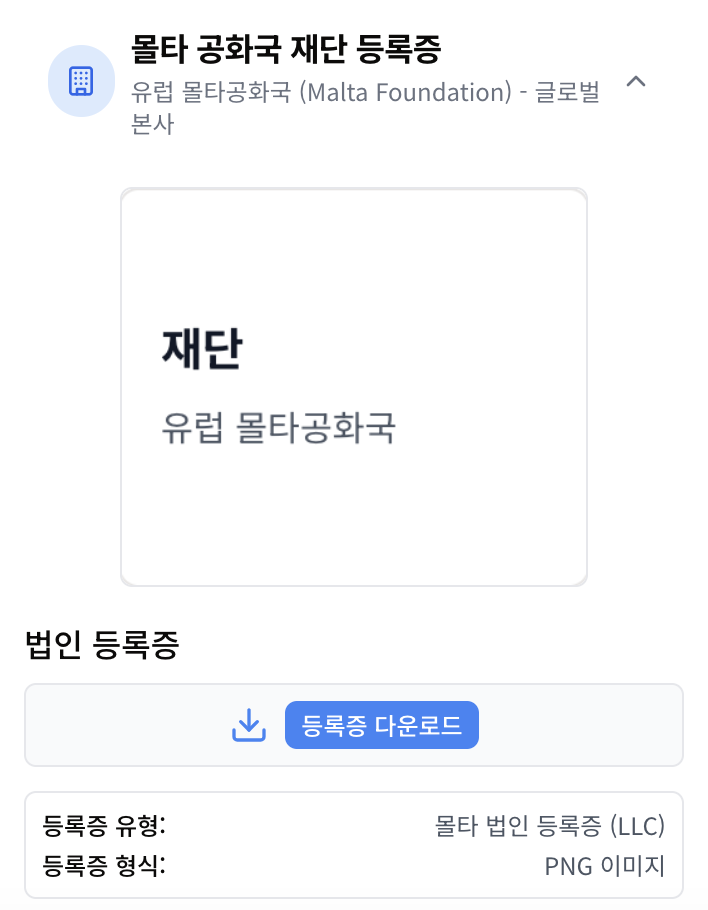 몰타 공화국 재단 등록증
유럽 몰타공화국 (Malta Foundation) - 글로벌
본사
재단
유럽 몰타공화국
법인 등록증
등록증 다운로드
등록증 유형: 몰타 법인 등록증 (LLC)
등록증 형식: PNG 이미지